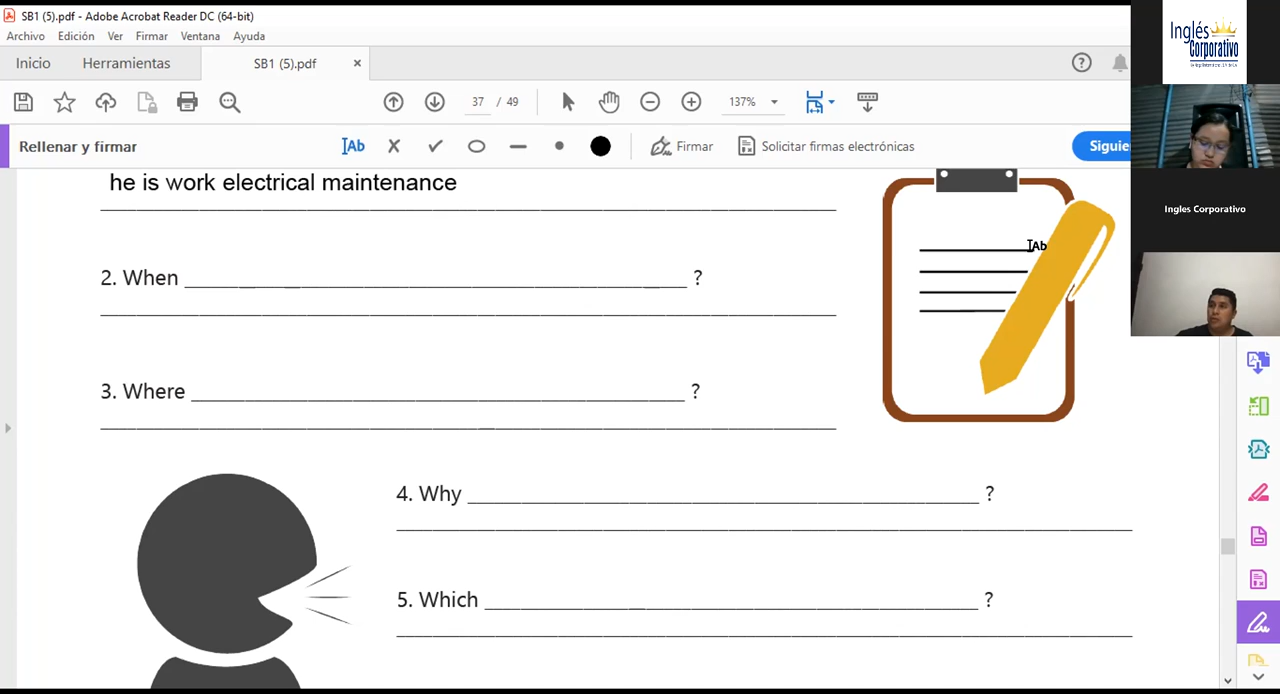 SB1 (5).pdf - Adobe Acrobat Reader DC (64-bit)
Archivo Edición Ver Firmar Ventana Ayuda
Inicio Herramientas SB1 (5).pdf ×
37 / 49 137%
Rellenar y firmar IAb Firmar Solicitar firmas electrónicas Siguie
he is work electrical maintenance
IAb
2. When ?
3. Where ?
4. Why ?
5. Which ?
Inglés
Corporativo
Ingles Corporativo